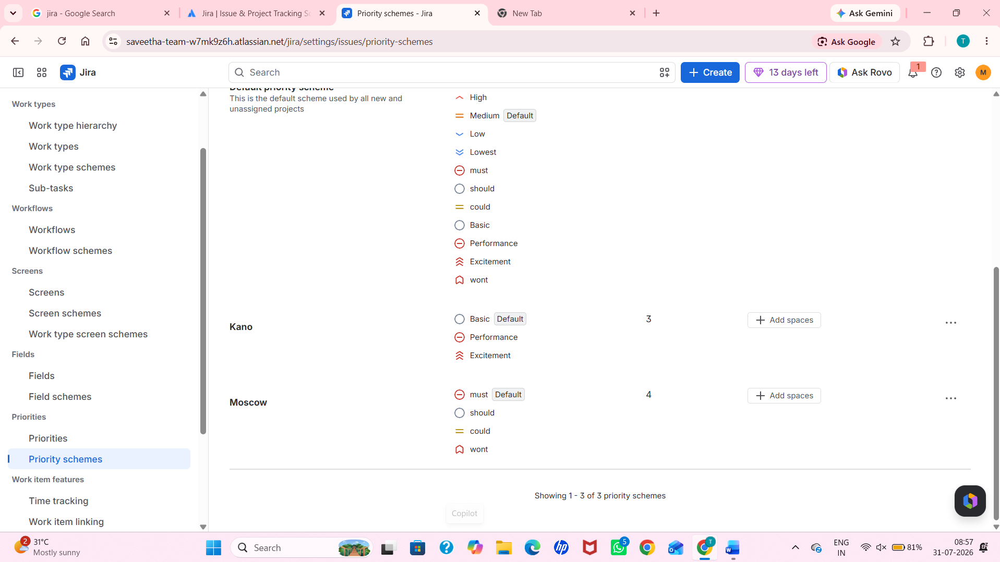 jira - Google Search
Jira | Issue & Project Tracking So
Priority schemes - Jira
New Tab
Ask Gemini
saveetha-team-w7mk9z6h.atlassian.net/jira/settings/issues/priority-schemes
Ask Google
T
Jira
Search
Create
13 days left
Ask Rovo
1
M
Work types
Work type hierarchy
Work types
Work type schemes
Sub-tasks
Workflows
Workflows
Workflow schemes
Screens
Screens
Screen schemes
Work type screen schemes
Fields
Fields
Field schemes
Priorities
Priorities
Priority schemes
Work item features
Time tracking
Work item linking
Default priority scheme
This is the default scheme used by all new and
unassigned projects
High
Medium Default
Low
Lowest
must
should
could
Basic
Performance
Excitement
wont
Kano
Basic Default
Performance
Excitement
3
Add spaces
Moscow
must Default
should
could
wont
4
Add spaces
Showing 1 - 3 of 3 priority schemes
Copilot
2
31°C
Mostly sunny
Search
hp
5
T
W
ENG
IN
81%
08:57
31-07-2026